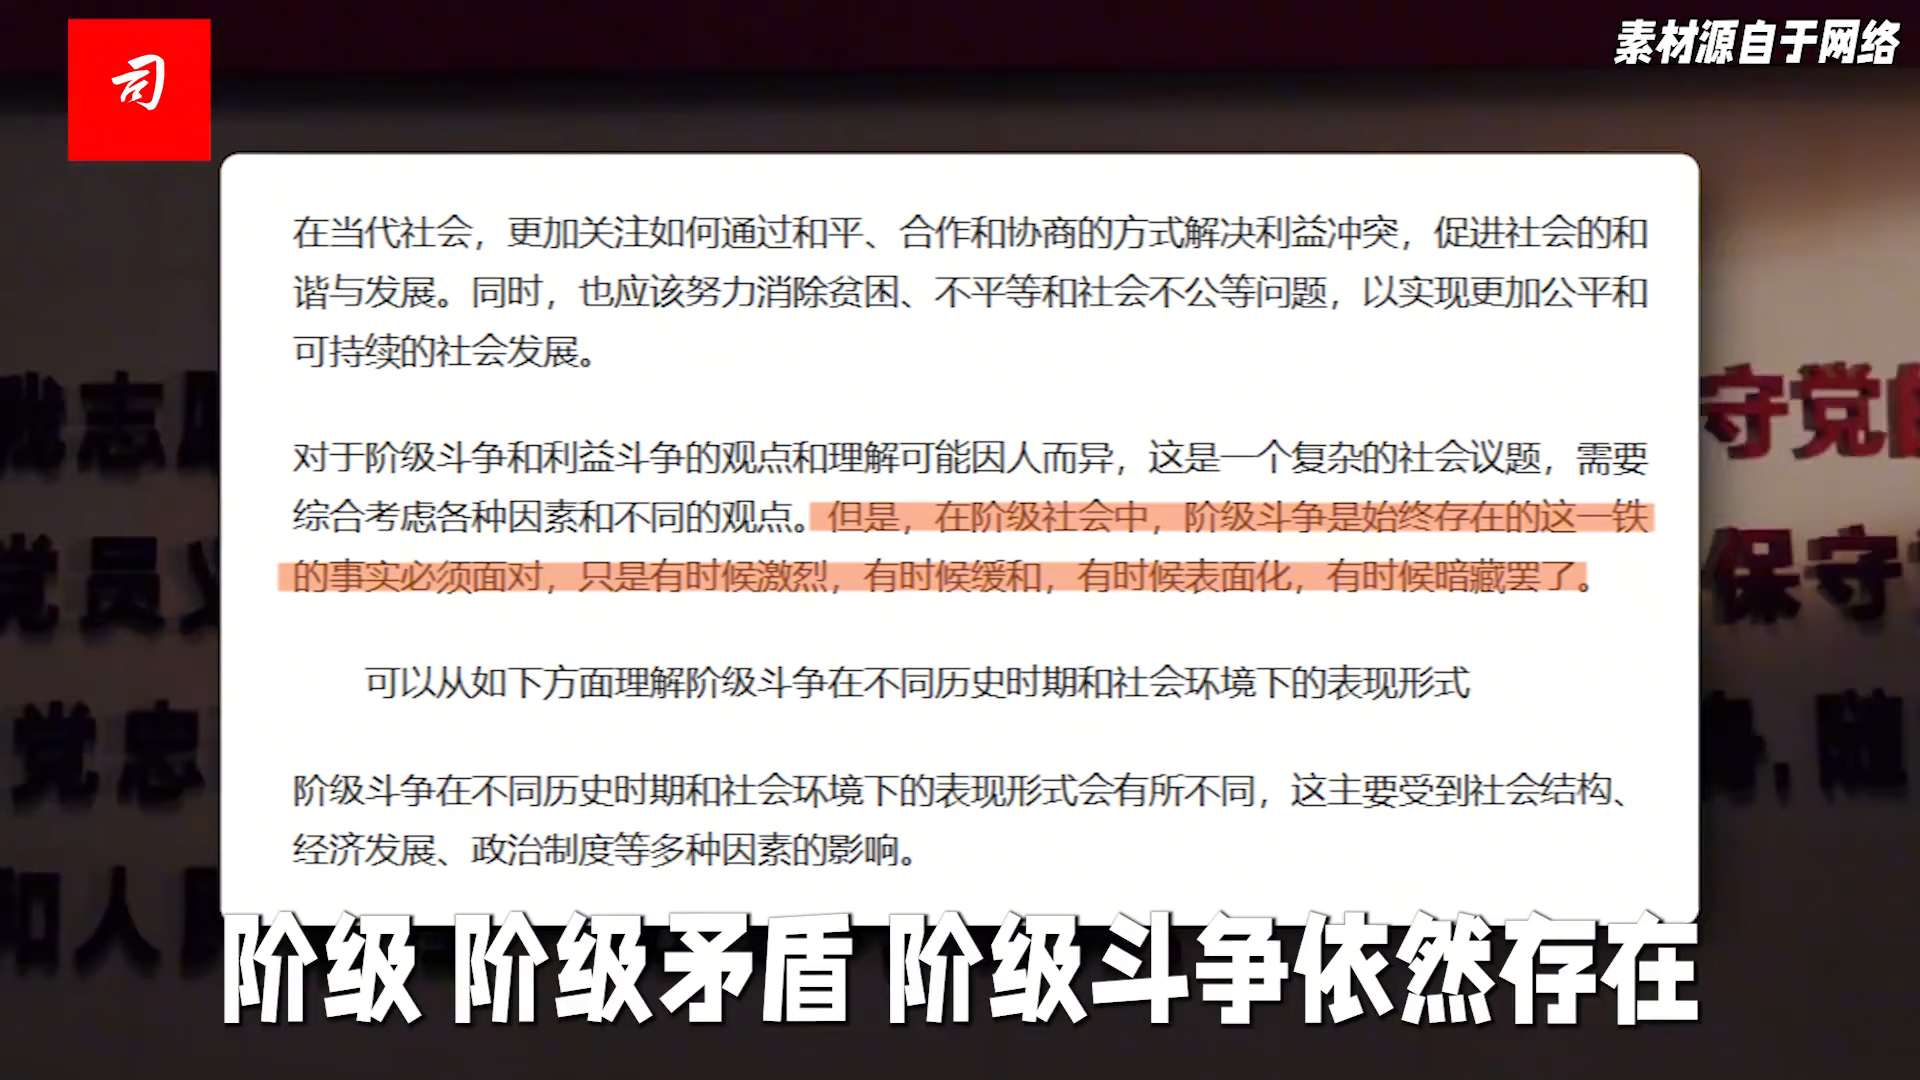 司
素材源自于网络
在当代社会，更加关注如何通过和平、合作和协商的方式解决利益冲突，促进社会的和
谐与发展。同时，也应该努力消除贫困、不平等和社会不公等问题，以实现更加公平和
可持续的社会发展。
对于阶级斗争和利益斗争的观点和理解可能因人而异，这是一个复杂的社会议题，需要
综合考虑各种因素和不同的观点。但是，在阶级社会中，阶级斗争是始终存在的这一铁
的事实必须面对，只是有时候激烈，有时候缓和，有时候表面化，有时候暗藏罢了。
可以从如下方面理解阶级斗争在不同历史时期和社会环境下的表现形式
阶级斗争在不同历史时期和社会环境下的表现形式会有所不同，这主要受到社会结构、
经济发展、政治制度等多种因素的影响。
我志
守党
党员义
保守
党忠
随
和人
阶级 阶级矛盾 阶级斗争依然存在